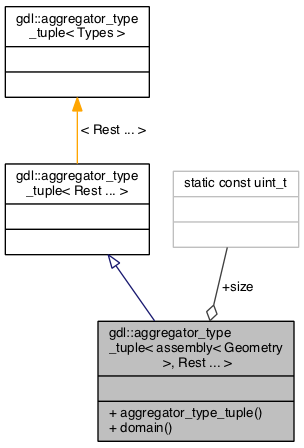 gdl::aggregator_type
_tuple< Types >
< Rest ... >
gdl::aggregator_type
_tuple< Rest ... >
static const uint_t
+size
gdl::aggregator_type
_tuple< assembly< Geometry
>, Rest ... >
+ aggregator_type_tuple()
+ domain()